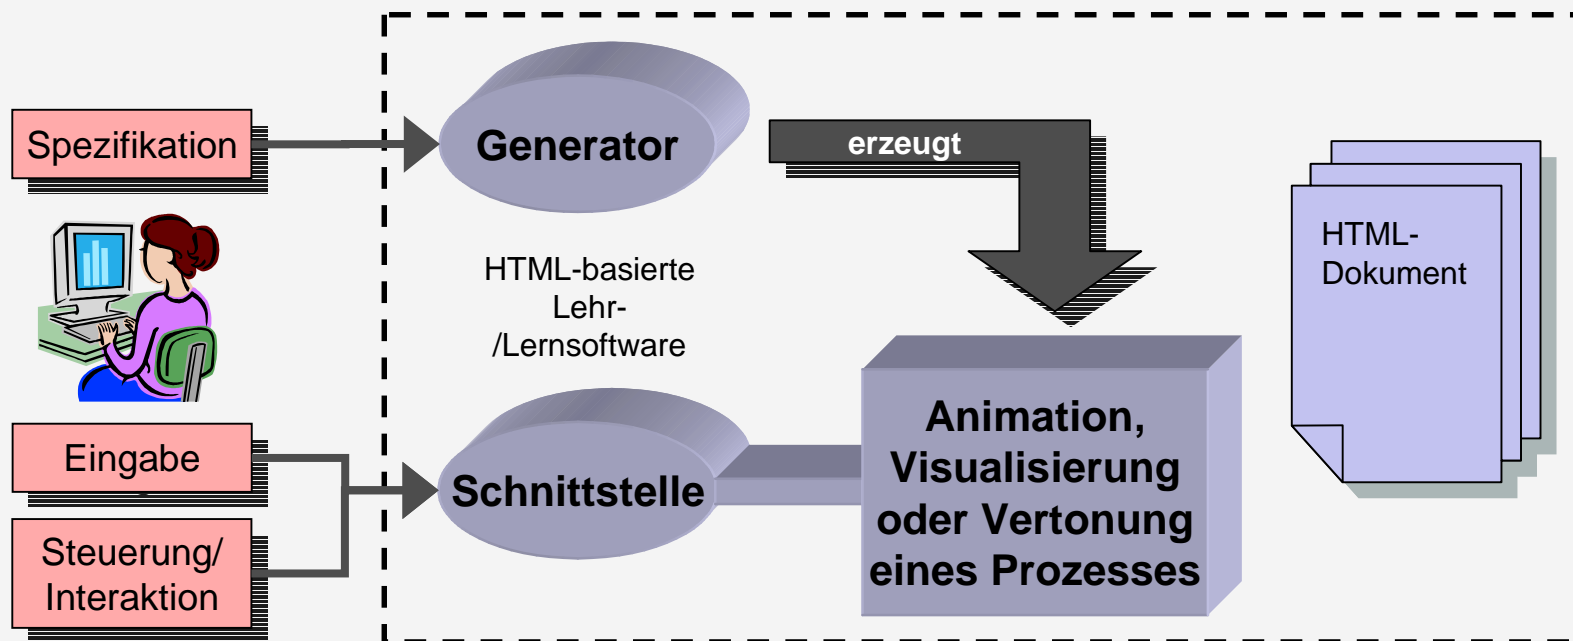 Spezifikation
Generator
erzeugt
HTML-
Dokument
HTML-basierte
Lehr-
/Lernsoftware
Eingabe
Steuerung/
Interaktion
Schnittstelle
Animation,
Visualisierung
oder Vertonung
eines Prozesses